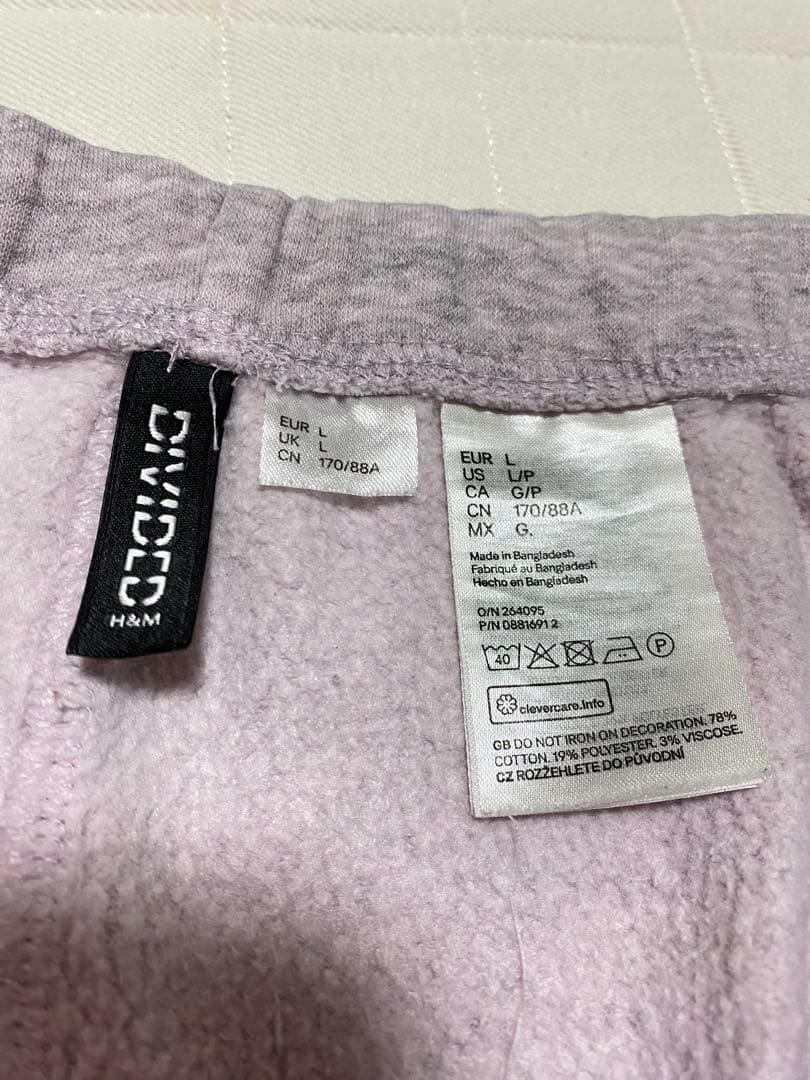 DIVIDED
H&M
EUR L
UK L
CN 170/88A
EUR L
US L/P
CA G/P
CN 170/88A
MX G.
Made in Bangladesh
Fabriqué au Bangladesh
Hecho en Bangladesh
O/N 264095
P/N 0881691 2
40
P
clevercare.info
GB DO NOT IRON ON DECORATION. 78%
COTTON. 19% POLYESTER. 3% VISCOSE.
CZ ROZŽEHLETE DO PŮVODNÍ